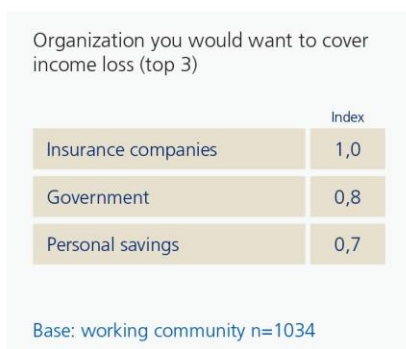 Organization you would want to cover
income loss (top 3)
Index
Insurance companies 1,0
Government 0,8
Personal savings 0,7
Base: working community n=1034